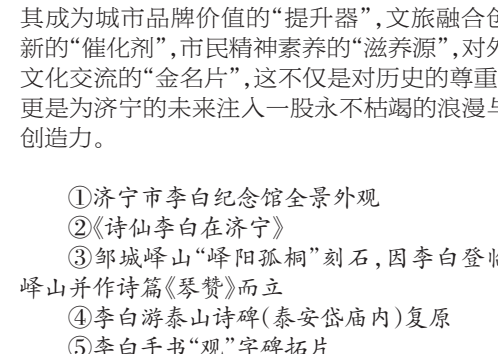 其成为城市品牌价值的“提升器”,文旅融合创
新的“催化剂”,市民精神素养的“滋养源”,对外
文化交流的“金名片”,这不仅是对历史的尊重
更是为济宁的未来注入一股永不枯竭的浪漫与
创造力。
①济宁市李白纪念馆全景外观
②《诗仙李白在济宁》
③邹城峄山“峄阳孤桐”刻石,因李白登临
峄山并作诗篇《琴赞》而立
④李白游泰山诗碑(泰安岱庙内)复原
⑤李白手书“观”字碑拓片